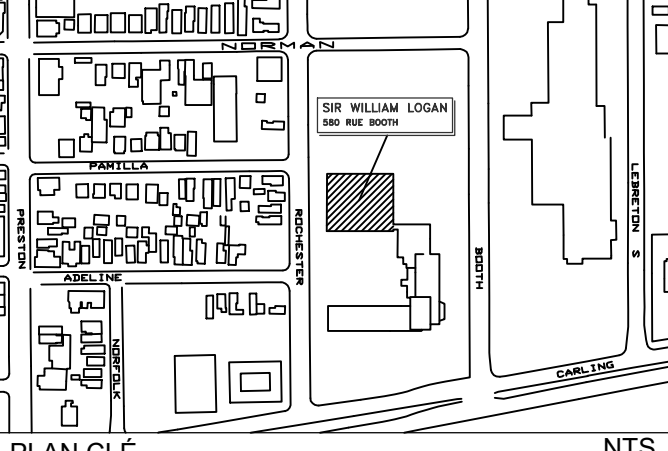 NORMAN
SIR WILLIAM LOGAN
580 RUE BOOTH
PAMILLA
PRESTON
ROCHESTER
LEBRETON S
BOOTH
ADELINE
NORFOLK
CARLING
PLAN CLÉ
NTS